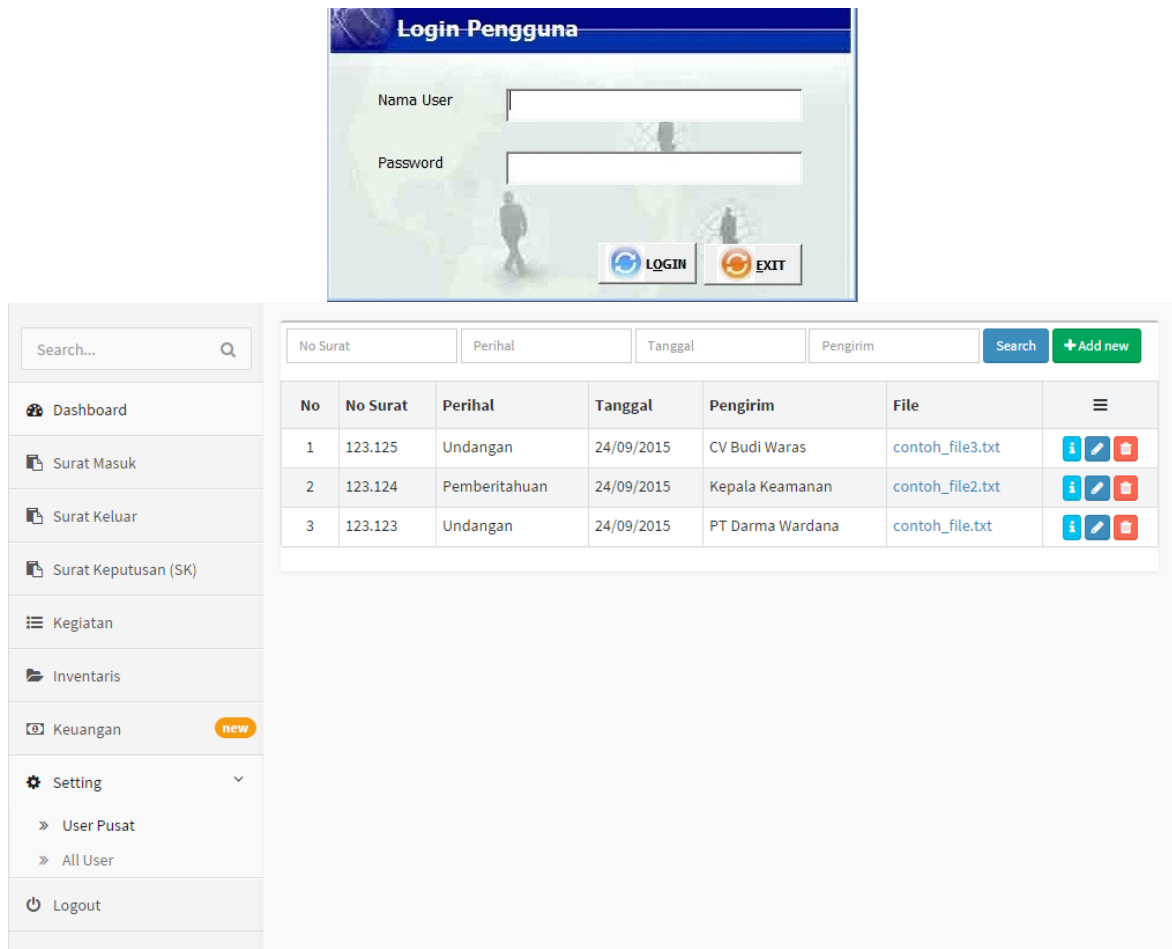 Login Pengguna
Nama User
Password
LOGIN EXIT
Search...
Dashboard
Surat Masuk
Surat Keluar
Surat Keputusan (SK)
Kegiatan
Inventaris
Keuangan new
Setting
» User Pusat
» All User
Logout
No Surat Perihal Tanggal Pengirim Search + Add new
No No Surat Perihal Tanggal Pengirim File
1 123.125 Undangan 24/09/2015 CV Budi Waras contoh_file3.txt
2 123.124 Pemberitahuan 24/09/2015 Kepala Keamanan contoh_file2.txt
3 123.123 Undangan 24/09/2015 PT Darma Wardana contoh_file.txt